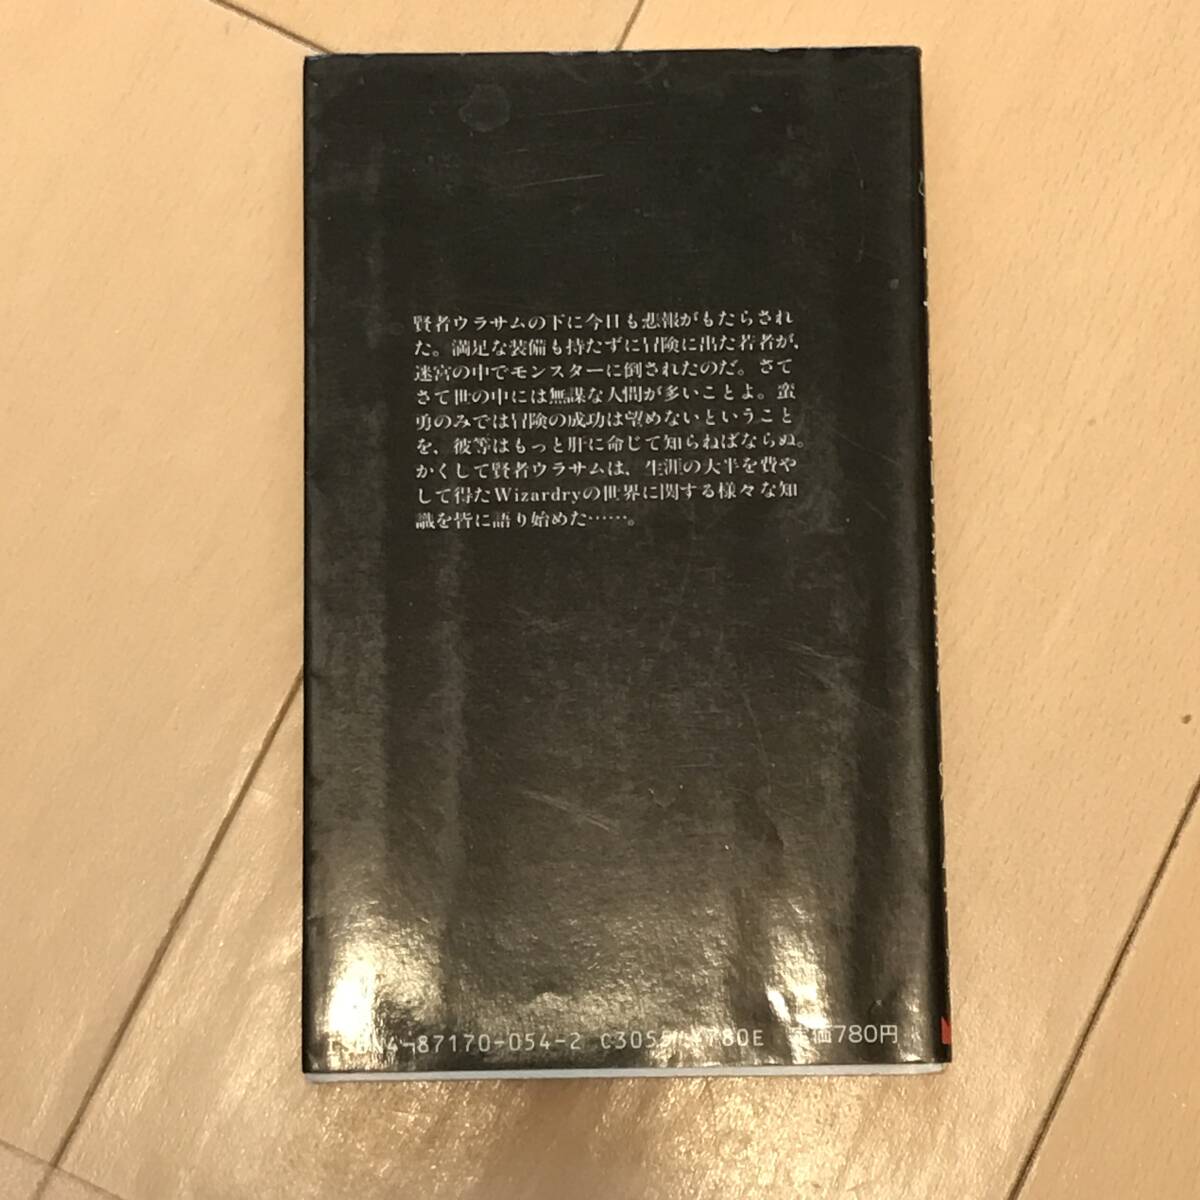 賢者ウラサムの下に今日も悲報がもたらされ
た。満足な装備も持たずに冒険に出た若者が、
迷宮の中でモンスターに倒されたのだ。さて
さて世の中には無謀な人間が多いことよ。蛮
勇のみでは冒険の成功は望めないということ
を、彼等はもっと肝に命じて知らねばならぬ。
かくして賢者ウラサムは、生涯の大半を費や
して得たWizardryの世界に関する様々な知
識を皆に語り始めた……。
ISBN4-87170-054-2 C3055 ¥780E 定価780円